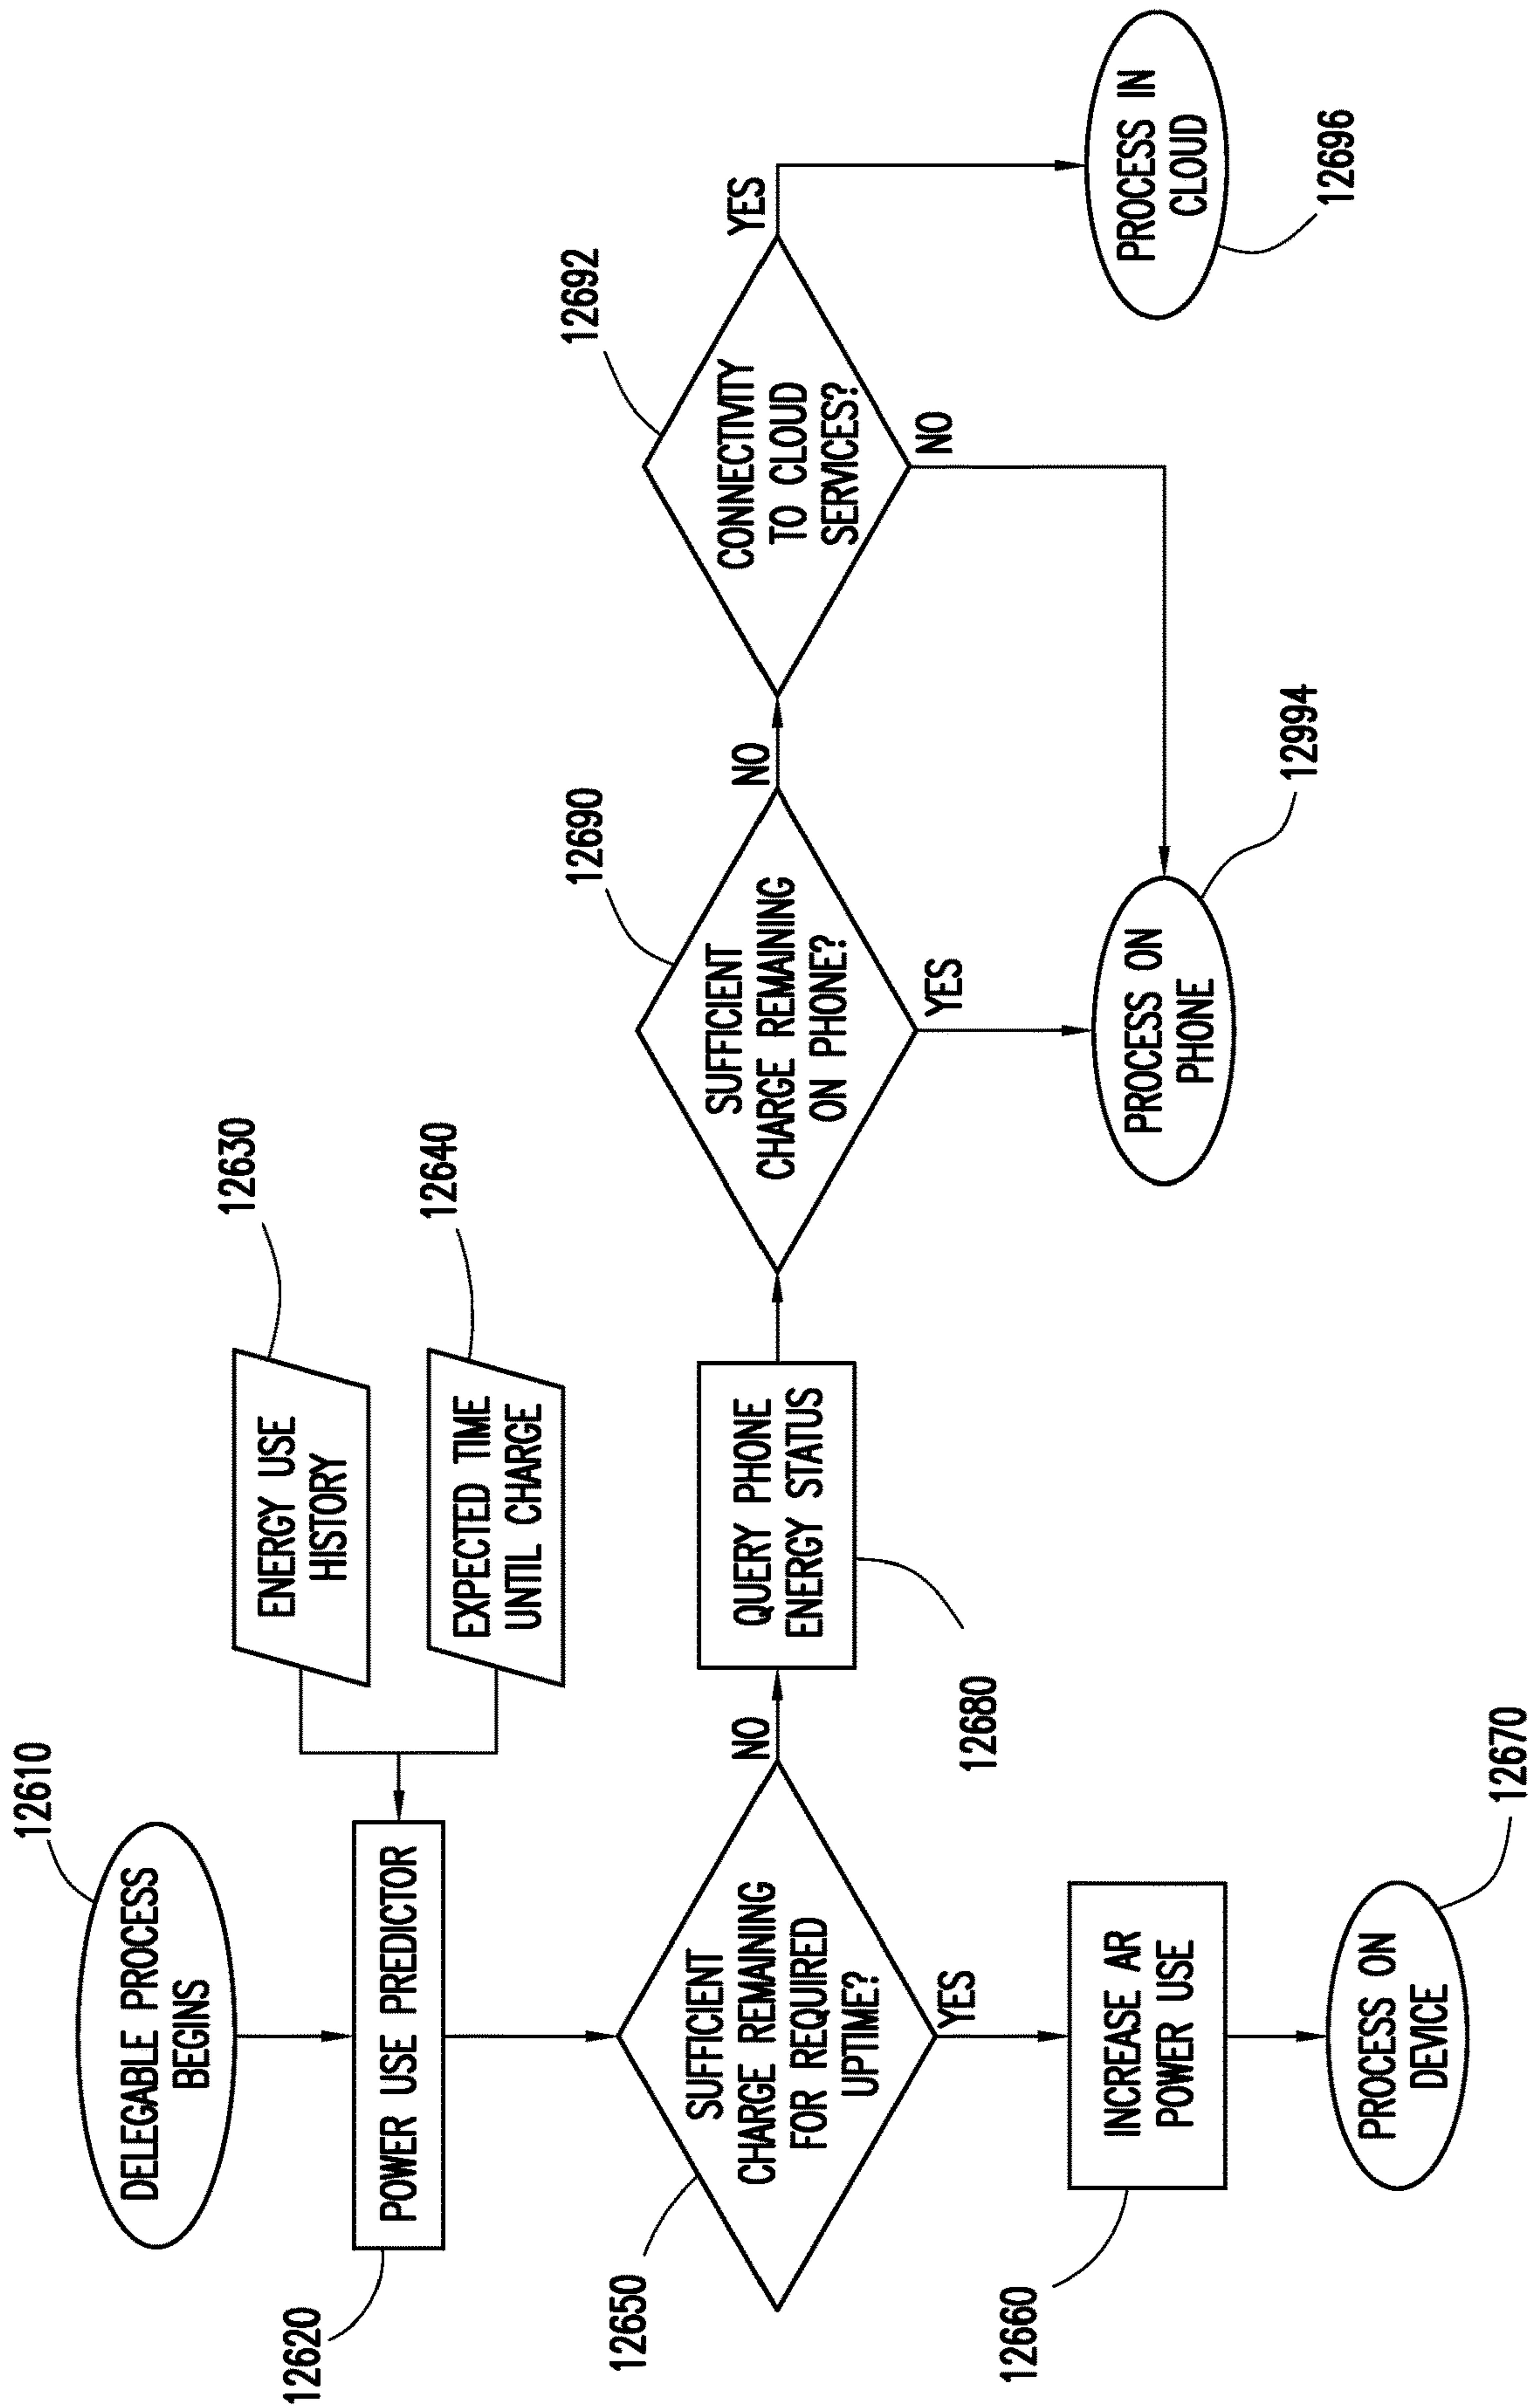 12610
DELEGABLE PROCESS
BEGINS
12620
POWER USE PREDICTOR
12630
ENERGY USE
HISTORY
12640
EXPECTED TIME
UNTIL CHARGE
12650
SUFFICIENT
CHARGE REMAINING
FOR REQUIRED
UPTIME?
YES
12660
INCREASE AR
POWER USE
12670
PROCESS ON
DEVICE
NO
12680
QUERY PHONE
ENERGY STATUS
12690
SUFFICIENT
CHARGE REMAINING
ON PHONE?
YES
12994
PROCESS ON
PHONE
NO
12692
CONNECTIVITY
TO CLOUD
SERVICES?
NO
YES
PROCESS IN
CLOUD
12696